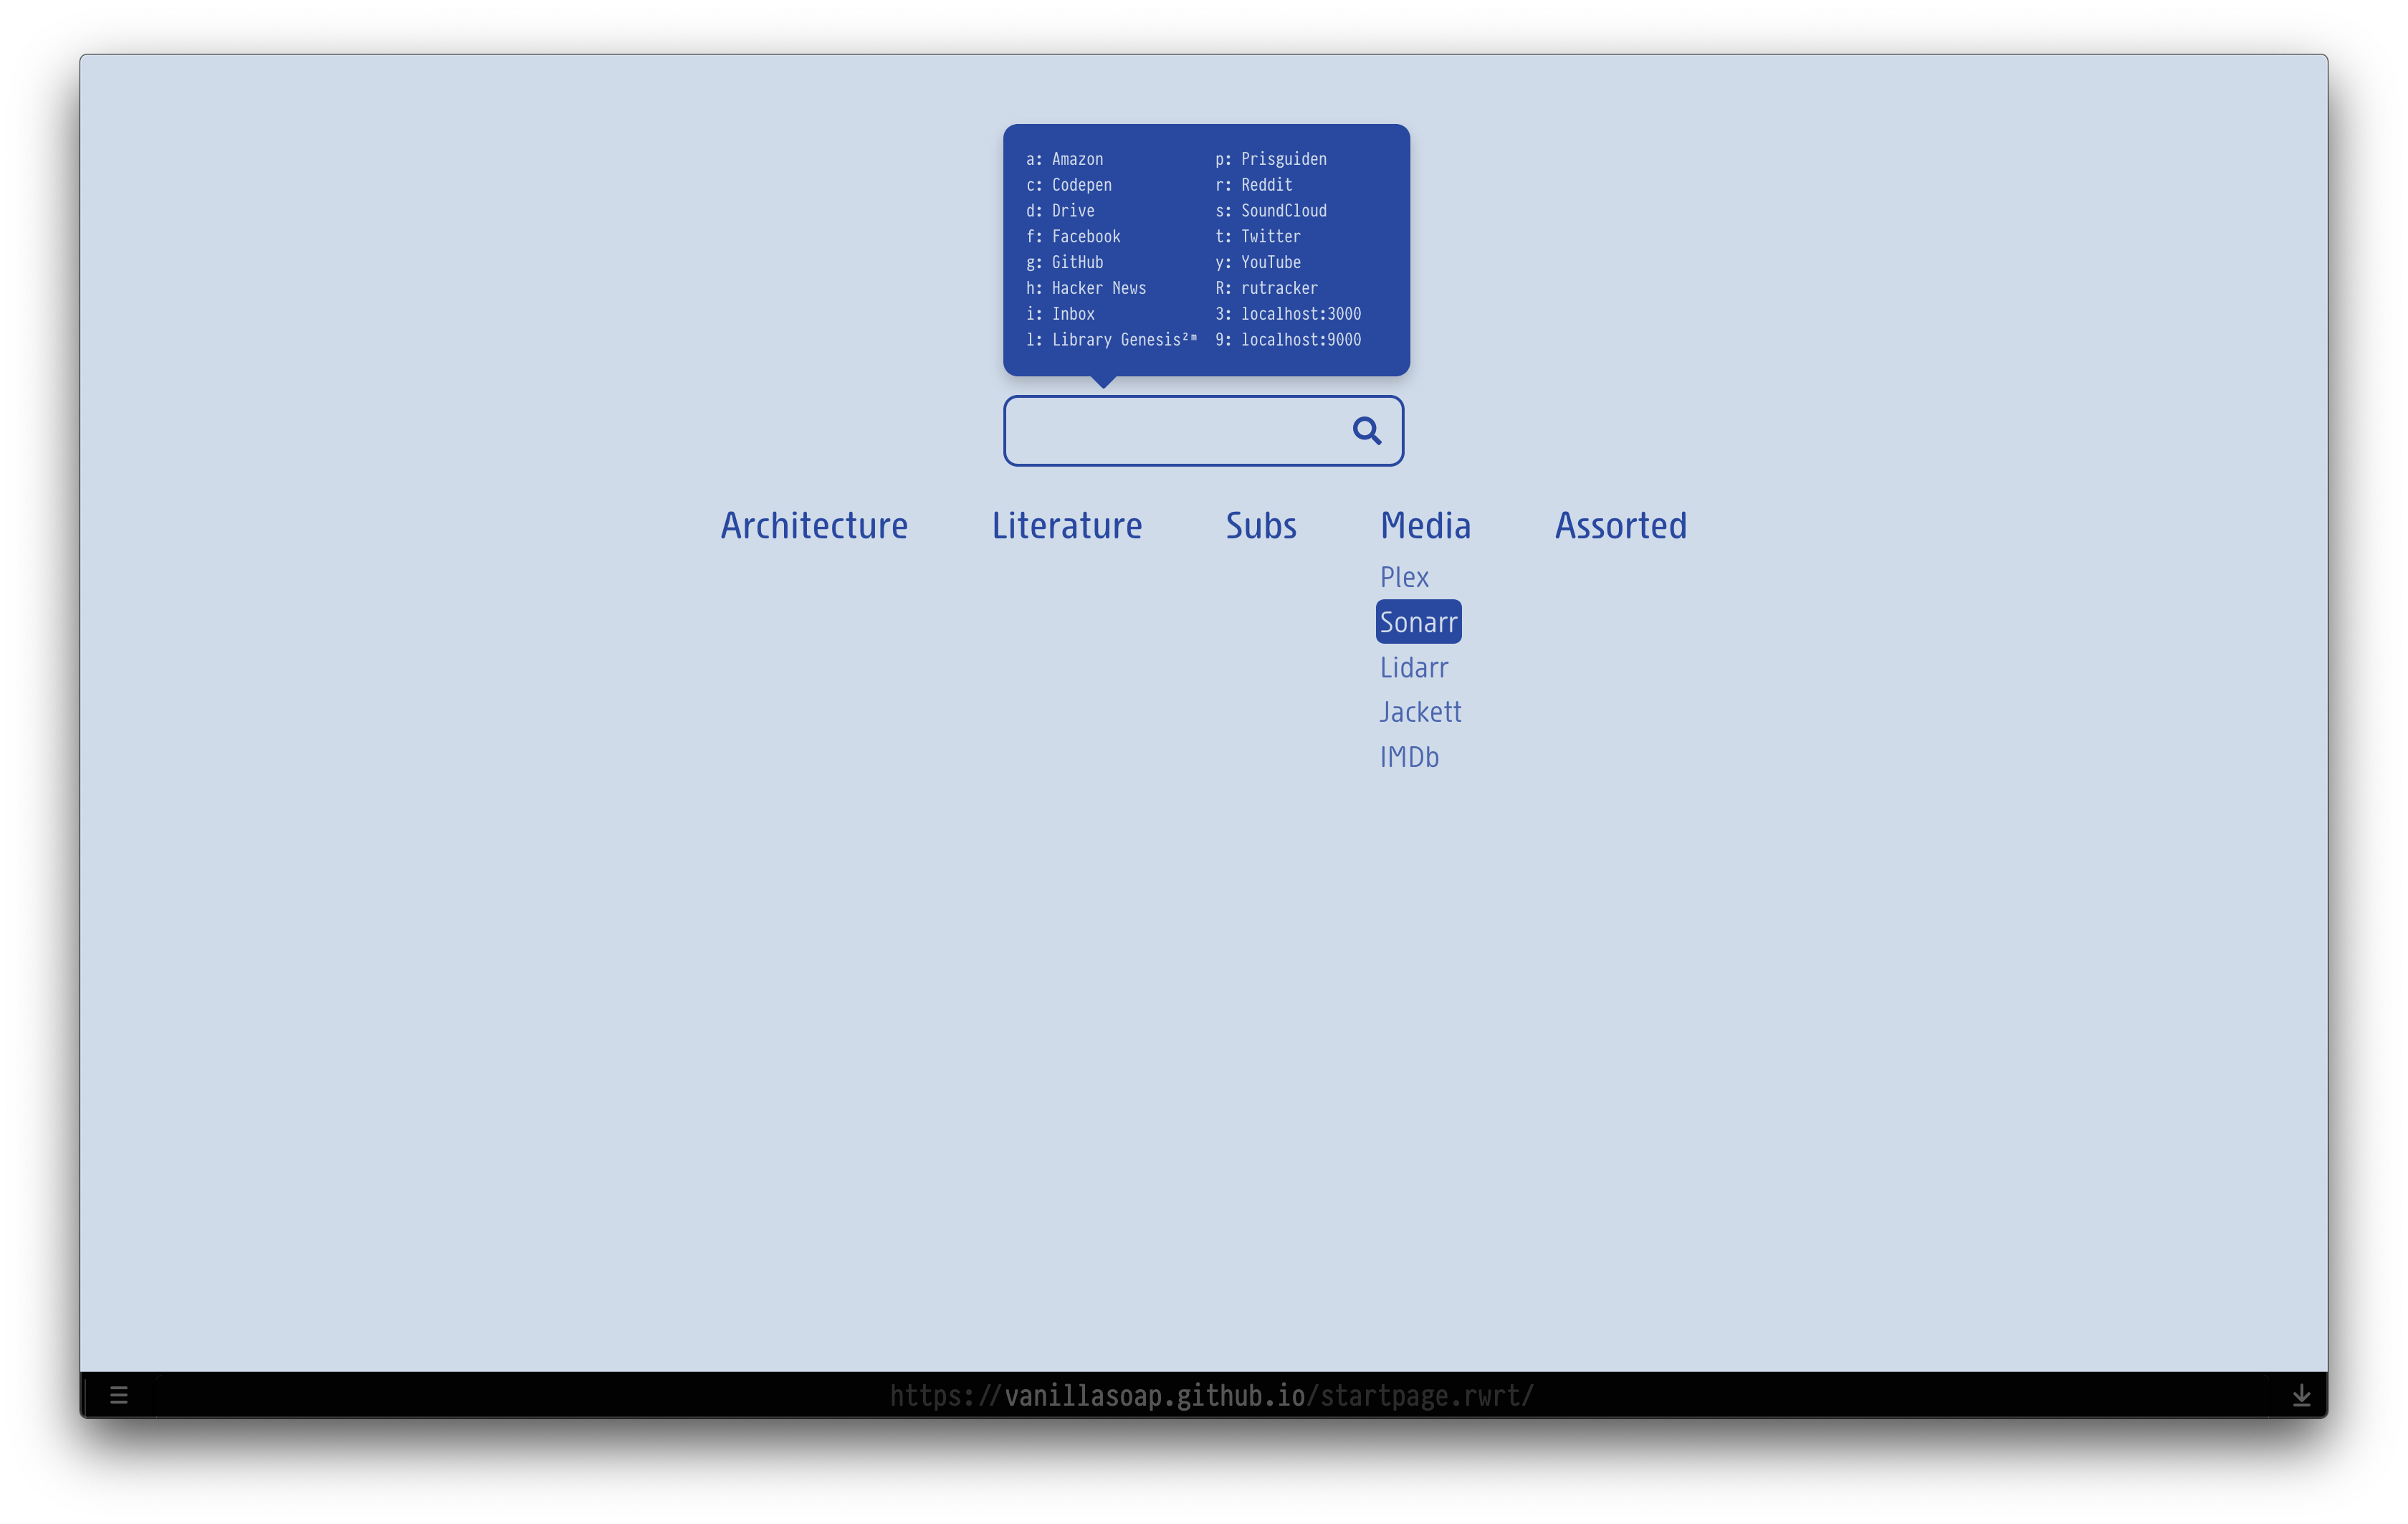 a: Amazon
c: Codepen
d: Drive
f: Facebook
g: GitHub
h: Hacker News
i: Inbox
l: Library Genesis²ᵐ
p: Prisguiden
r: Reddit
s: SoundCloud
t: Twitter
y: YouTube
R: rutracker
3: localhost:3000
9: localhost:9000
Architecture
Literature
Subs
Media
Plex
Sonarr
Lidarr
Jackett
IMDb
Assorted
https://vanillasoap.github.io/startpage.rwrt/